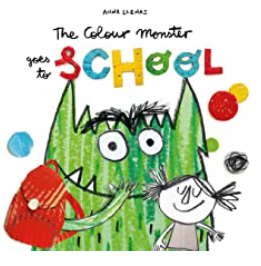 ANNA LLENAS
The Colour Monster
goes to SCHOOL